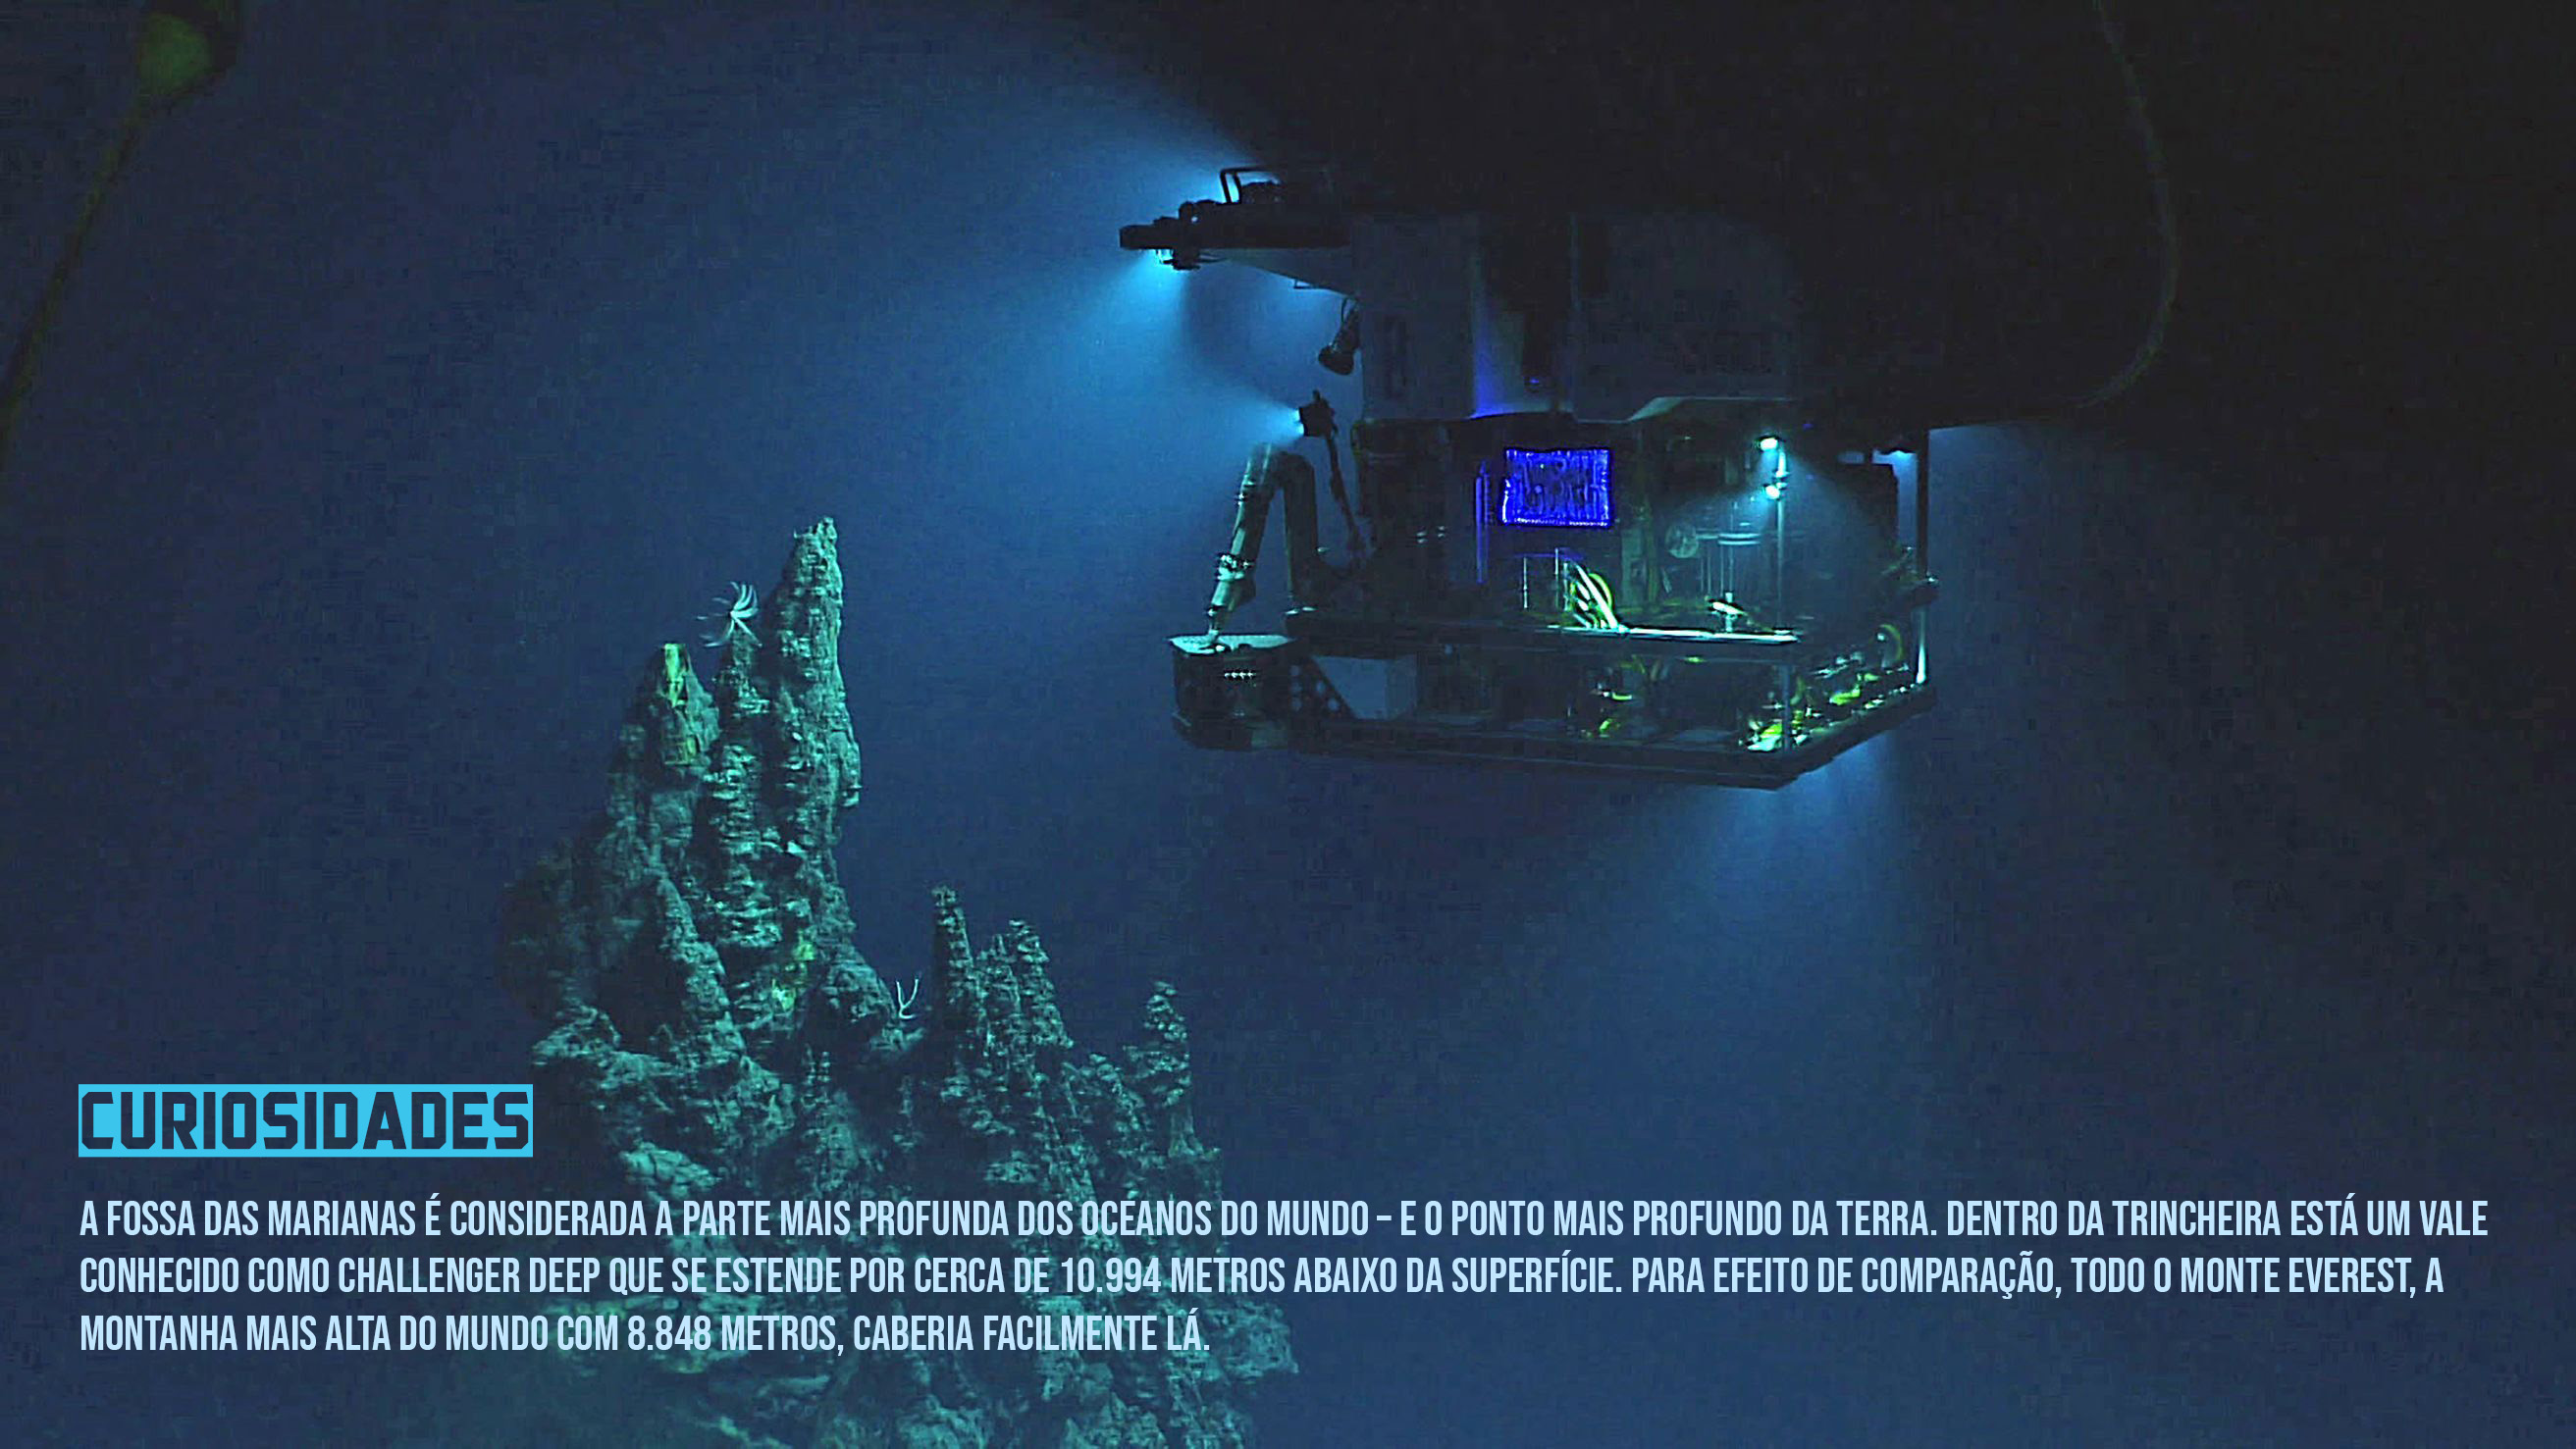 CURIOSIDADES
A FOSSA DAS MARIANAS É CONSIDERADA A PARTE MAIS PROFUNDA DOS OCEANOS DO MUNDO – E O PONTO MAIS PROFUNDO DA TERRA. DENTRO DA TRINCHEIRA ESTÁ UM VALE
CONHECIDO COMO CHALLENGER DEEP QUE SE ESTENDE POR CERCA DE 10.994 METROS ABAIXO DA SUPERFÍCIE. PARA EFEITO DE COMPARAÇÃO, TODO O MONTE EVEREST, A
MONTANHA MAIS ALTA DO MUNDO COM 8.848 METROS, CABERIA FACILMENTE LÁ.